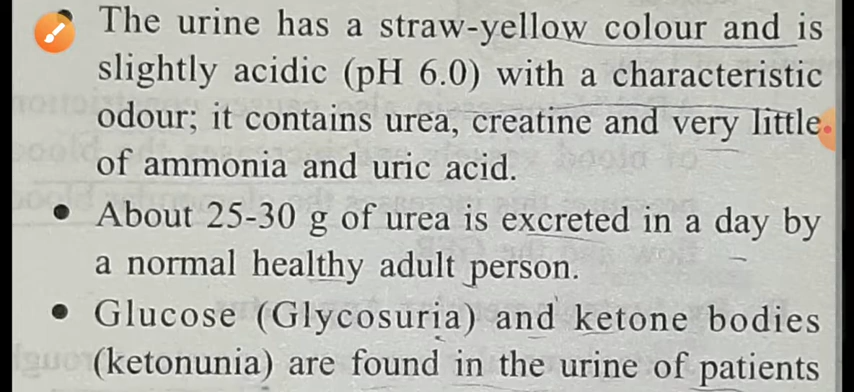 • The urine has a straw-yellow colour and is
slightly acidic (pH 6.0) with a characteristic
odour; it contains urea, creatine and very little
of ammonia and uric acid.
• About 25-30 g of urea is excreted in a day by
a normal healthy adult person.
• Glucose (Glycosuria) and ketone bodies
(ketonunia) are found in the urine of patients